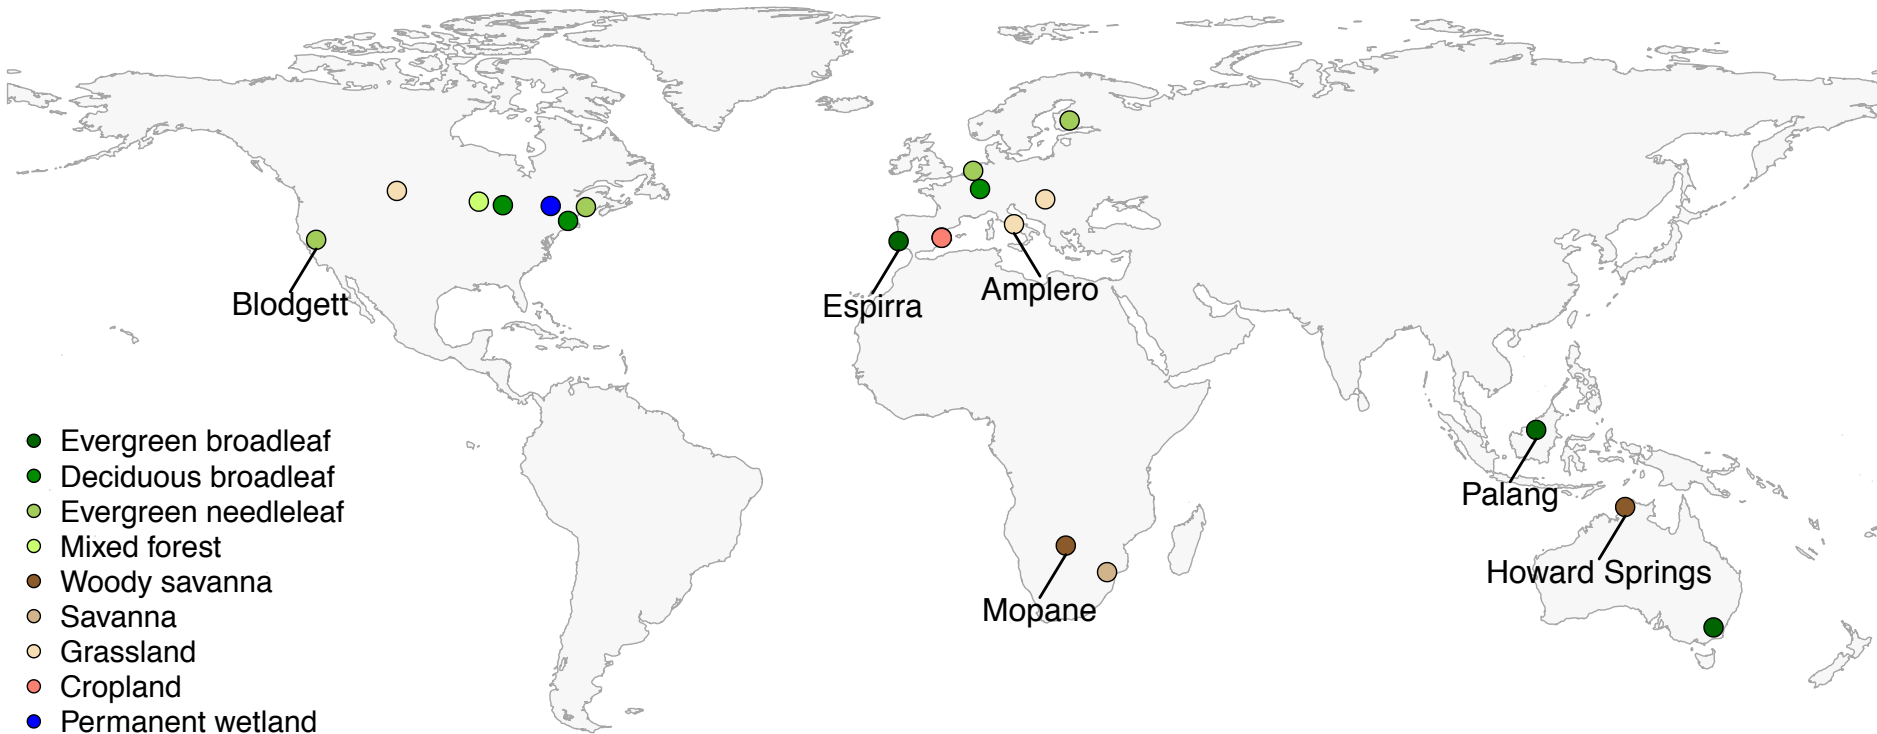 Blodgett
Espirra
Amplero
Palang
Howard Springs
Mopane
Evergreen broadleaf
Deciduous broadleaf
Evergreen needleleaf
Mixed forest
Woody savanna
Savanna
Grassland
Cropland
Permanent wetland